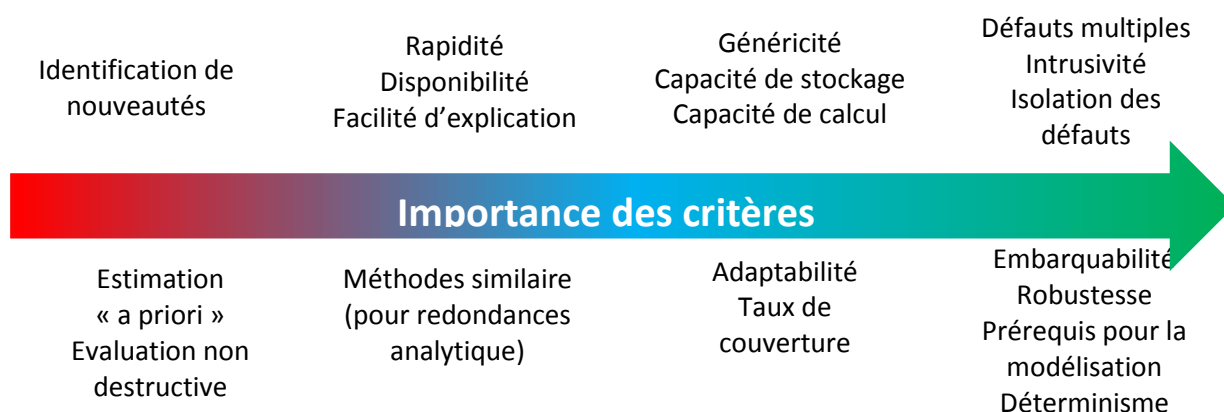 Identification de
nouveautés
Rapidité
Disponibilité
Facilité d’explication
Généricité
Capacité de stockage
Capacité de calcul
Défauts multiples
Intrusivité
Isolation des
défauts
Importance des critères
Estimation
« a priori »
Evaluation non
destructive
Méthodes similaire
(pour redondances
analytique)
Adaptabilité
Taux de
couverture
Embarquabilité
Robustesse
Prérequis pour la
modélisation
Déterminisme